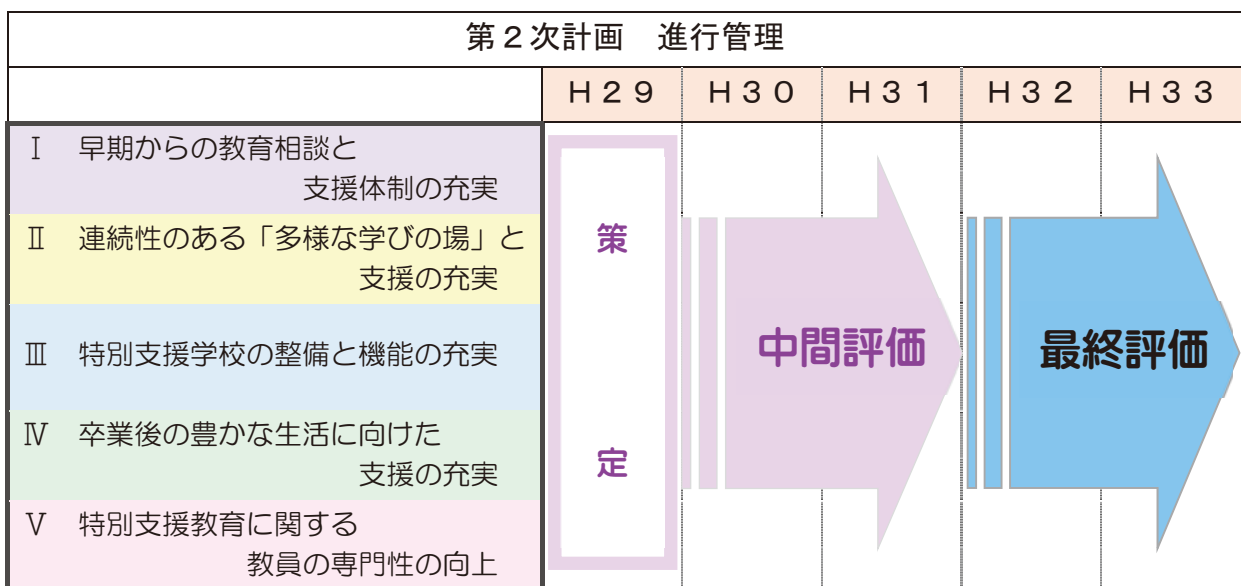 第２次計画　進行管理
Ｈ２９ Ｈ３０ Ｈ３１ Ｈ３２ Ｈ３３
Ⅰ　早期からの教育相談と
支援体制の充実
Ⅱ　連続性のある「多様な学びの場」と
支援の充実
Ⅲ　特別支援学校の整備と機能の充実
Ⅳ　卒業後の豊かな生活に向けた
支援の充実
Ⅴ　特別支援教育に関する
教員の専門性の向上
策
定
中間評価
最終評価